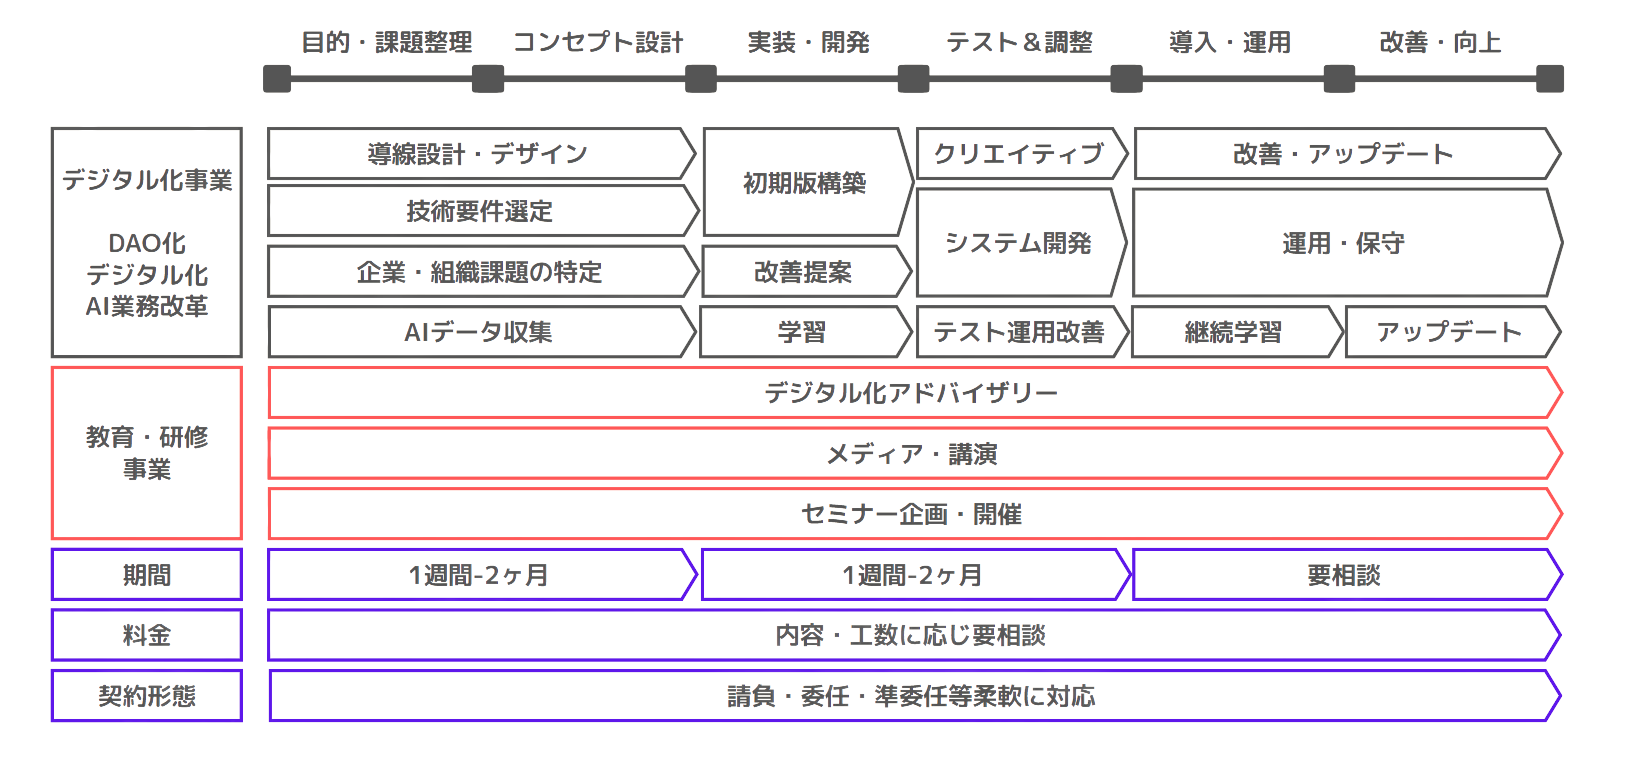 目的・課題整理
コンセプト設計
実装・開発
テスト＆調整
導入・運用
改善・向上
デジタル化事業
DAO化
デジタル化
AI業務改革
導線設計・デザイン
初期版構築
クリエイティブ
改善・アップデート
技術要件選定
システム開発
運用・保守
企業・組織課題の特定
改善提案
AIデータ収集
学習
テスト運用改善
継続学習
アップデート
教育・研修
事業
デジタル化アドバイザリー
メディア・講演
セミナー企画・開催
期間
1週間-2ヶ月
1週間-2ヶ月
要相談
料金
内容・工数に応じ要相談
契約形態
請負・委任・準委任等柔軟に対応